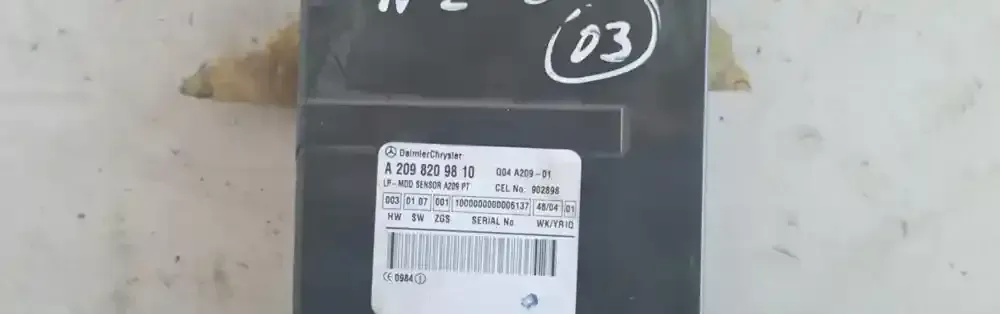 03
DaimlerChrysler
A 209 820 98 10 Q04 A209-01
LF-MOD SENSOR A209 PT CEL No. 902898
003 01.07 001 1000000000006137 48/04 01
HW SW ZGS SERIAL No. WK/YR IQ
CE 0984